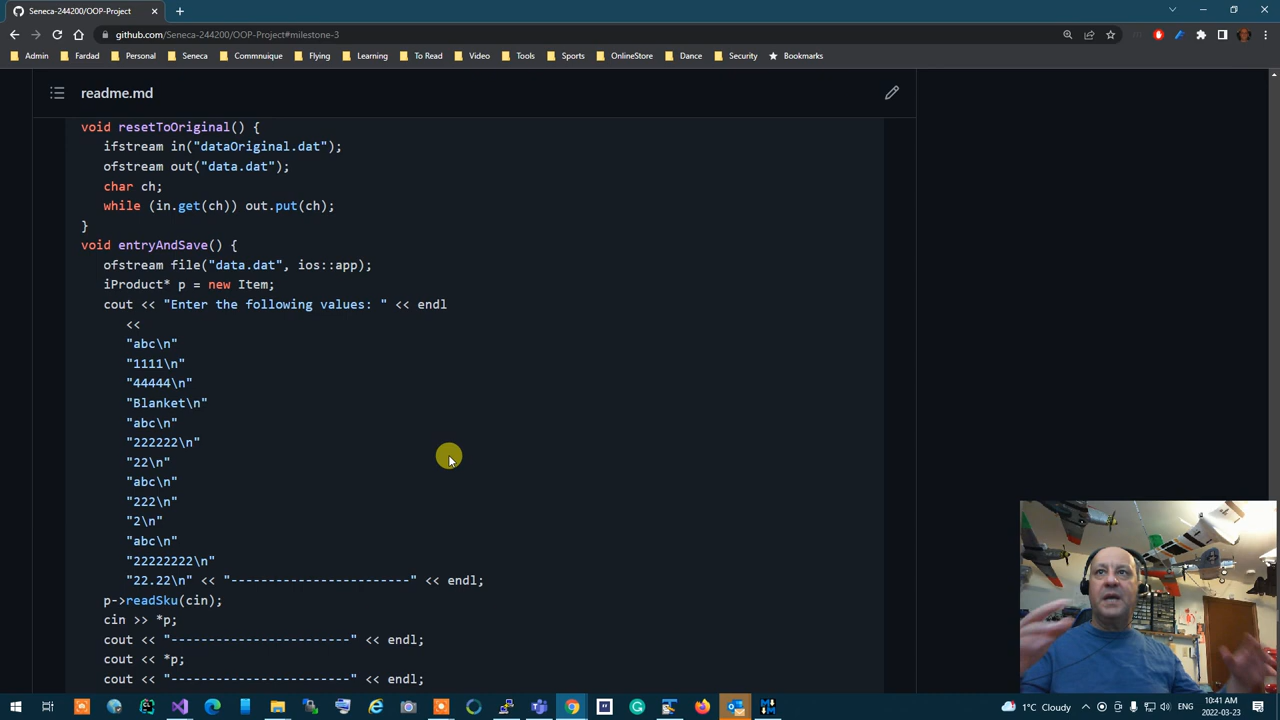 Seneca-244200/OOP-Project
github.com/Seneca-244200/OOP-Project#milestone-3
Admin Fardad Personal Seneca Commnuique Flying Learning To Read Video Tools Sports OnlineStore Dance Security Bookmarks
readme.md
void resetToOriginal() {
ifstream in("dataOriginal.dat");
ofstream out("data.dat");
char ch;
while (in.get(ch)) out.put(ch);
}
void entryAndSave() {
ofstream file("data.dat", ios::app);
iProduct* p = new Item;
cout << "Enter the following values: " << endl
<<
"abc\n"
"1111\n"
"44444\n"
"Blanket\n"
"abc\n"
"222222\n"
"22\n"
"abc\n"
"222\n"
"2\n"
"abc\n"
"22222222\n"
"22.22\n" << "------------------------" << endl;
p->readSku(cin);
cin >> *p;
cout << "------------------------" << endl;
cout << *p;
cout << "------------------------" << endl;
1°C Cloudy
ENG
10:41 AM
2022-03-23